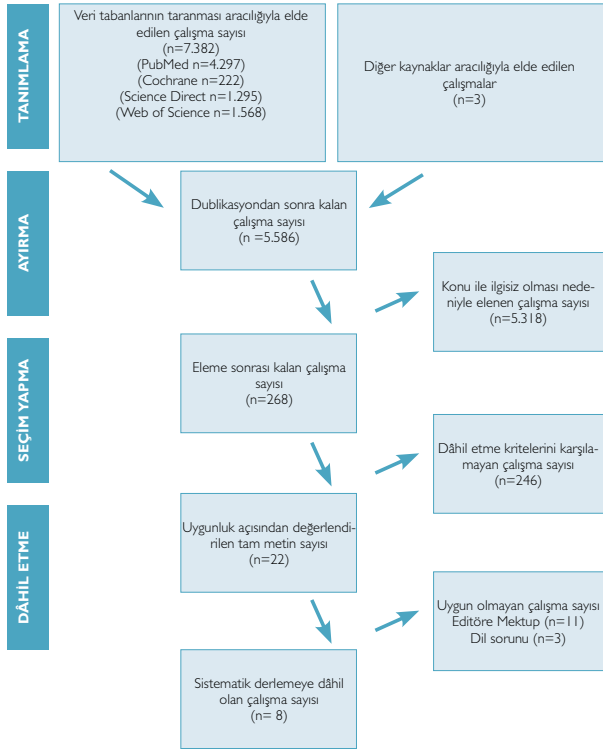 TANIMLAMA
Veri tabanlarının taranması aracılığıyla elde
edilen çalışma sayısı
(n=7.382)
(PubMed n=4.297)
(Cochrane n=222)
(Science Direct n=1.295)
(Web of Science n=1.568)
Diğer kaynaklar aracılığıyla elde edilen
çalışmalar
(n=3)
AYIRMA
Dublikasyondan sonra kalan
çalışma sayısı
(n =5.586)
Konu ile ilgisiz olması nede-
niyle elenen çalışma sayısı
(n=5.318)
SEÇİM YAPMA
Eleme sonrası kalan çalışma
sayısı
(n=268)
Dâhil etme kritelerini karşıla-
mayan çalışma sayısı
(n=246)
DÂHİL ETME
Uygunluk açısından değerlendi-
rilen tam metin sayısı
(n=22)
Uygun olmayan çalışma sayısı
Editöre Mektup (n=11)
Dil sorunu (n=3)
Sistematik derlemeye dâhil
olan çalışma sayısı
(n= 8)